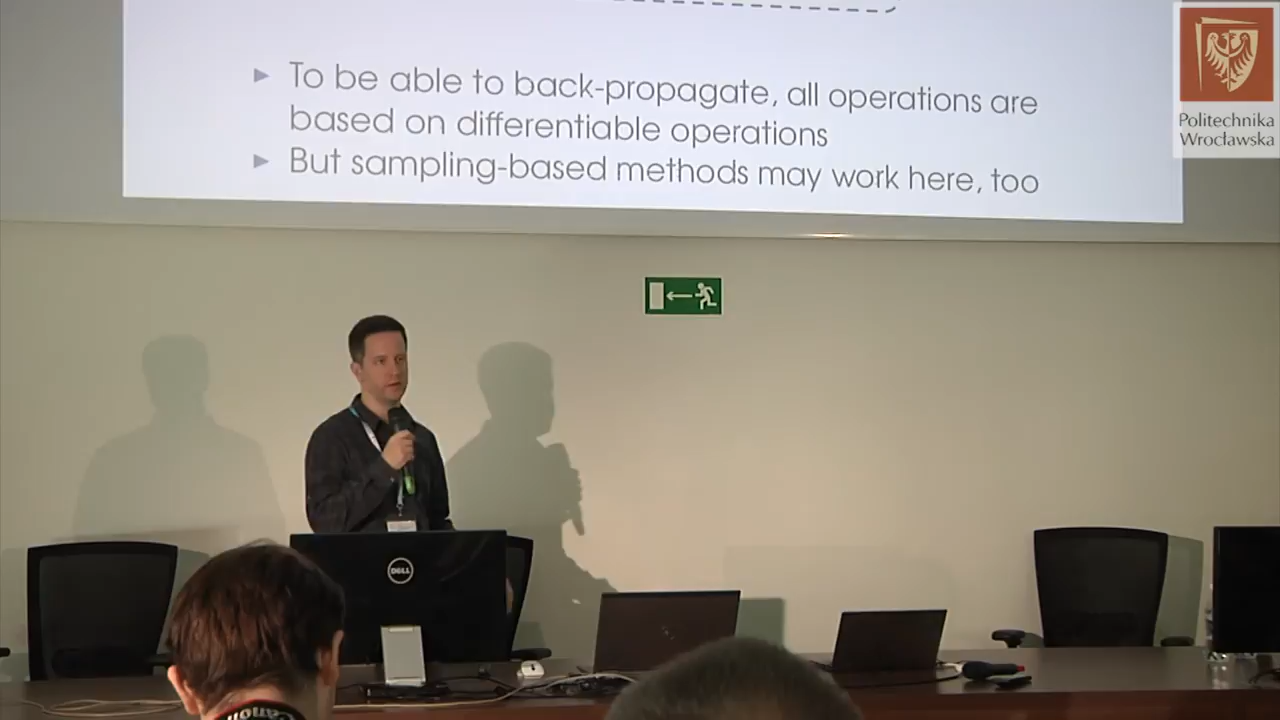 To be able to back-propagate, all operations are
based on differentiable operations
But sampling-based methods may work here, too
Politechnika
Wrocławska
DELL
Canon